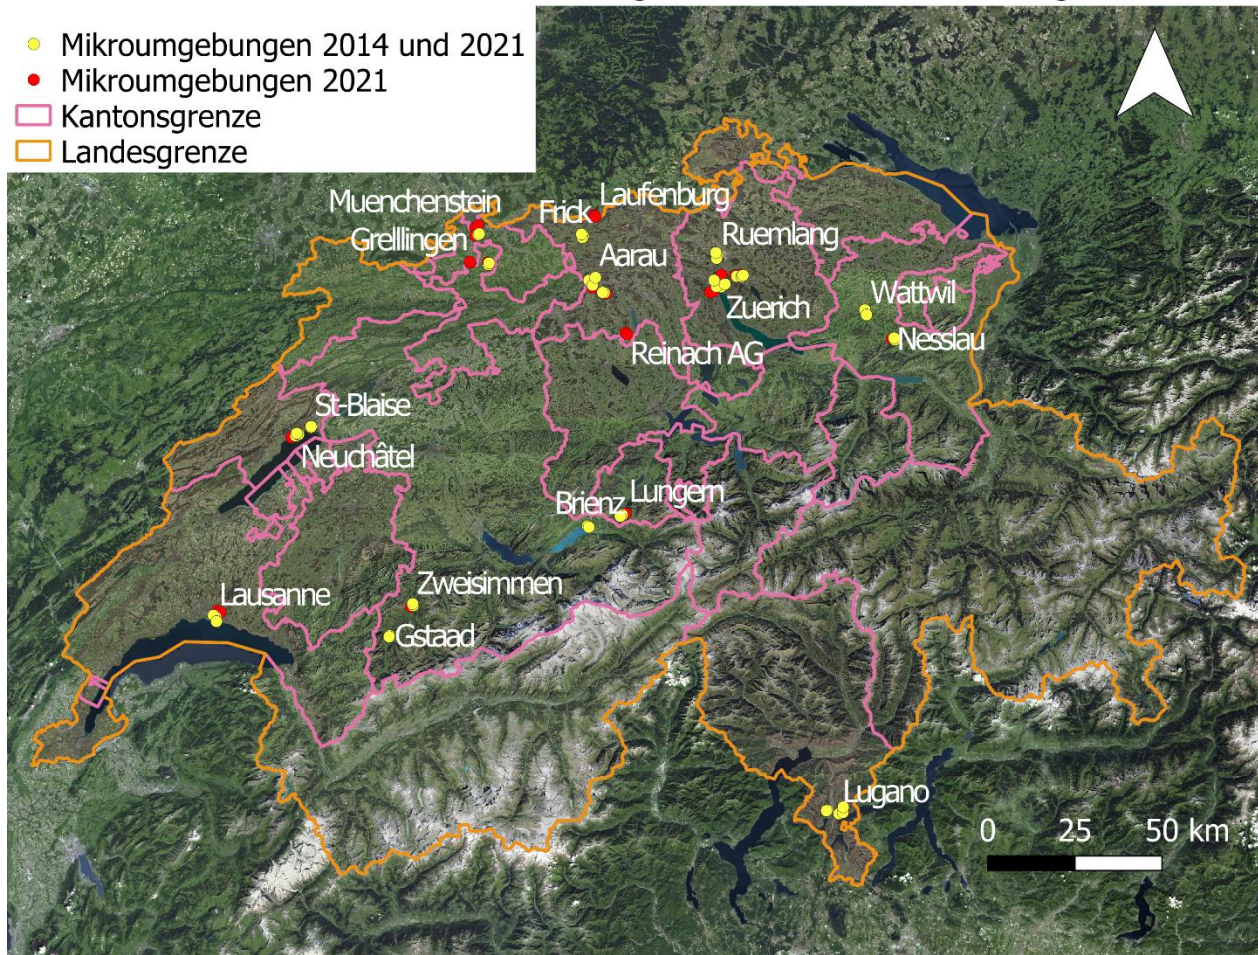 Mikroumgebungen 2014 und 2021
Mikroumgebungen 2021
Kantonsgrenze
Landesgrenze
Muenchenstein
Frick
Laufenburg
Grelllingen
Aarau
Ruemlang
Zuerich
Wattwil
Nesslau
Reinach AG
St-Blaise
Neuchâtel
Brienz
Lungern
Lausanne
Zweisimmen
Gstaad
Lugano
0 25 50 km